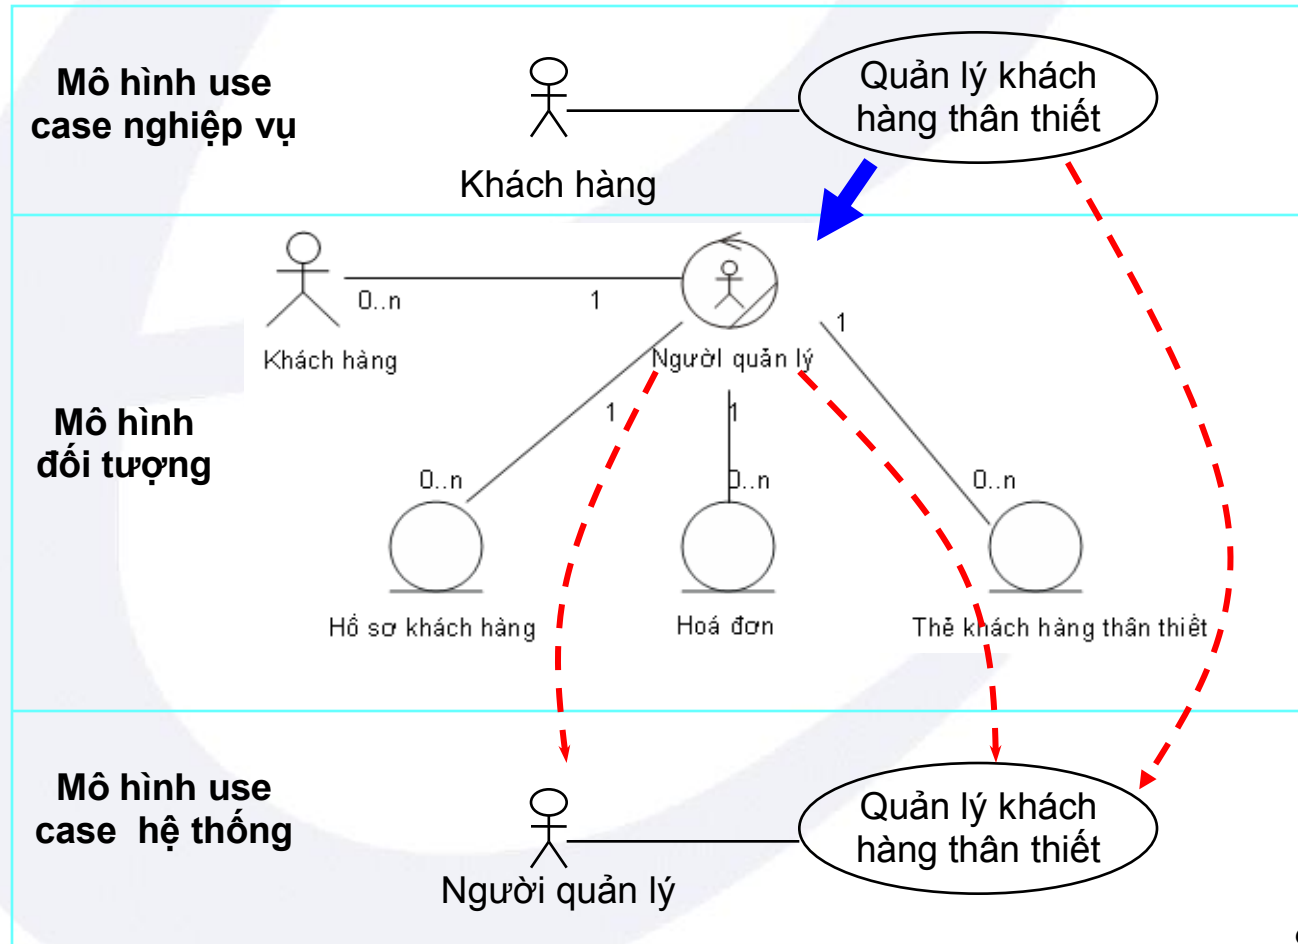 Mô hình use
case nghiệp vụ
Quản lý khách
hàng thân thiết
Khách hàng
0..n
1
Khách hàng
NgườI quản lý
1
Mô hình
đối tượng
1
1
0..n
0..n
0..n
Hồ sơ khách hàng
Hoá đơn
Thẻ khách hàng thân thiết
Mô hình use
case hệ thống
Quản lý khách
hàng thân thiết
Người quản lý